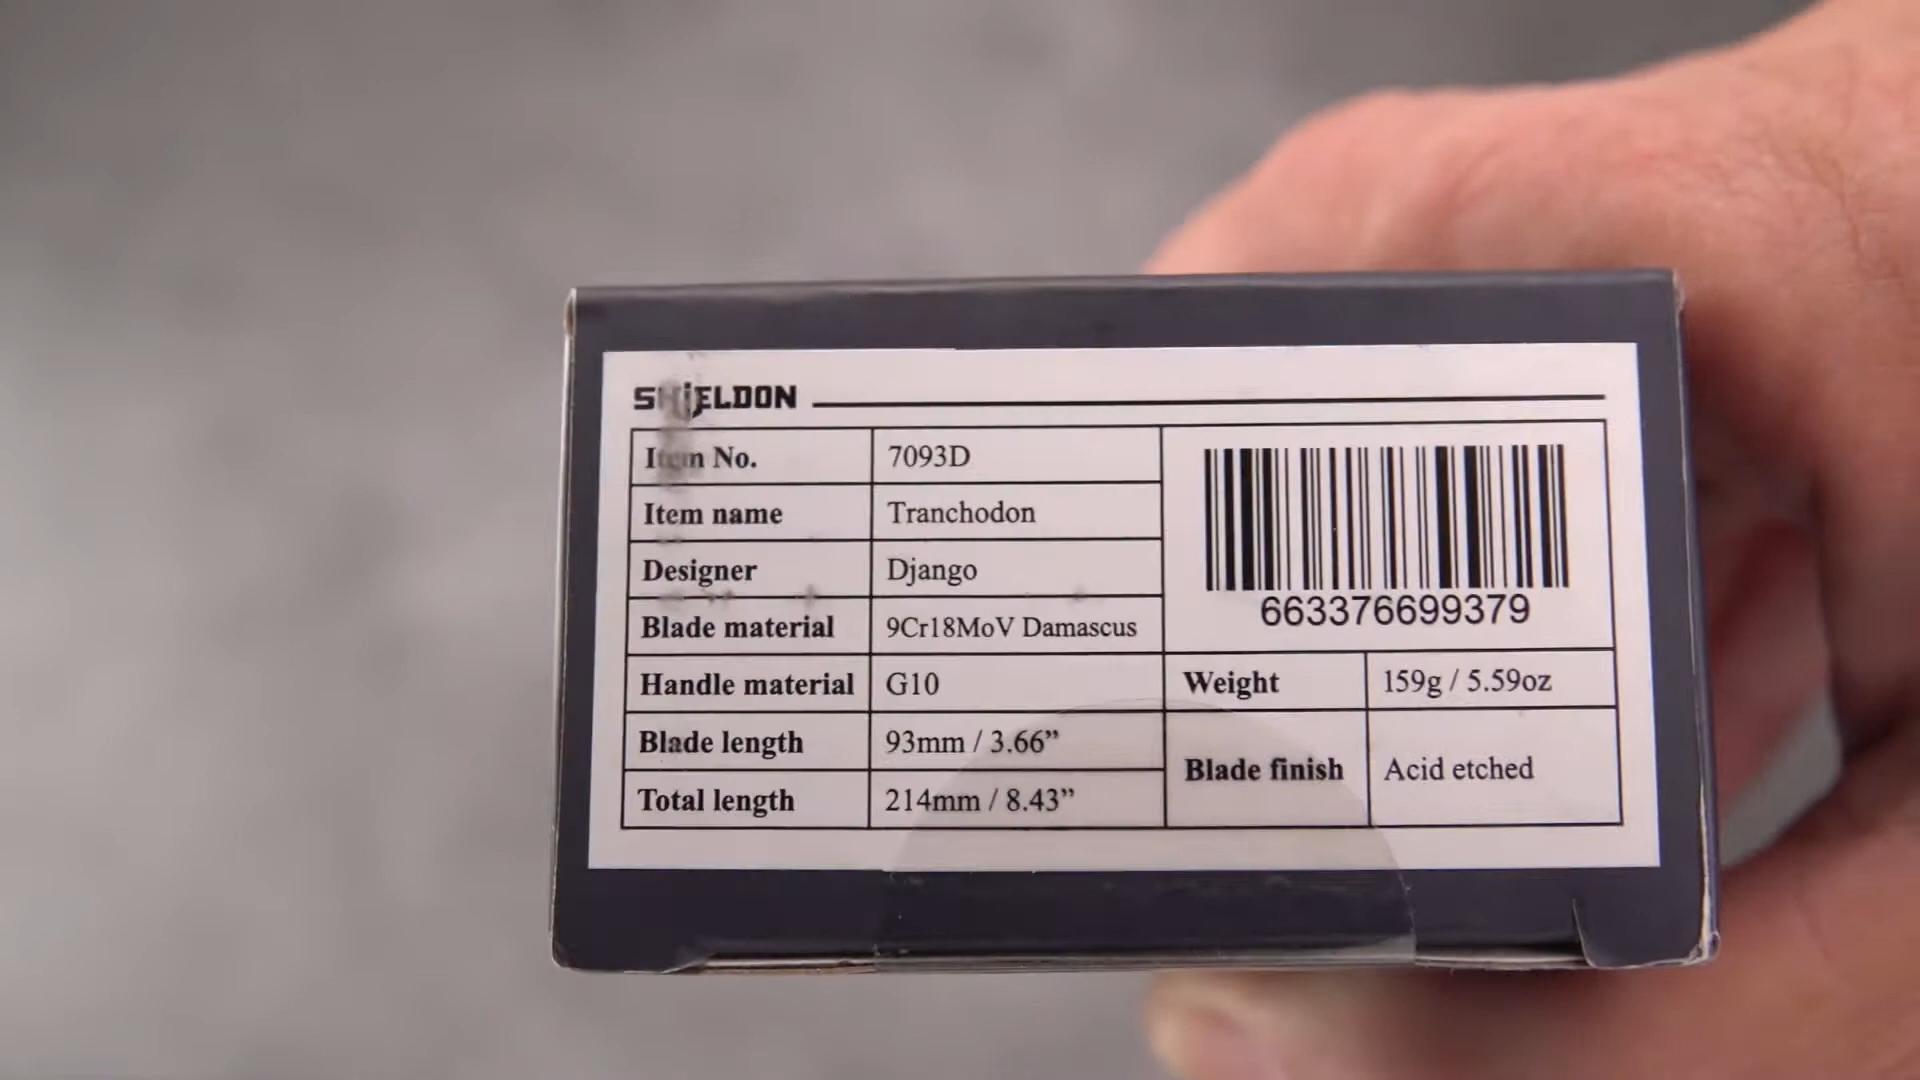 SHiELDON
Item No. 7093D
Item name Tranchodon
Designer Django
Blade material 9Cr18MoV Damascus
Handle material G10
Blade length 93mm / 3.66”
Total length 214mm / 8.43”
663376699379
Weight 159g / 5.59oz
Blade finish Acid etched